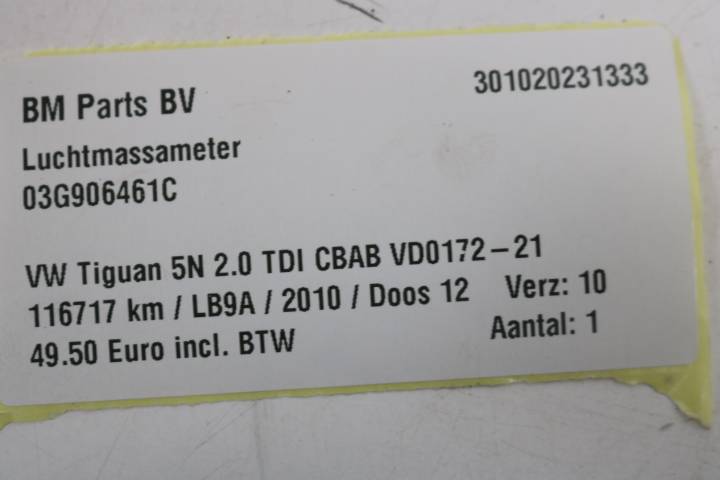 BM Parts BV 301020231333
Luchtmassameter
03G906461C
VW Tiguan 5N 2.0 TDI CBAB VD0172-21
116717 km / LB9A / 2010 / Doos 12 Verz: 10
49.50 Euro incl. BTW Aantal: 1